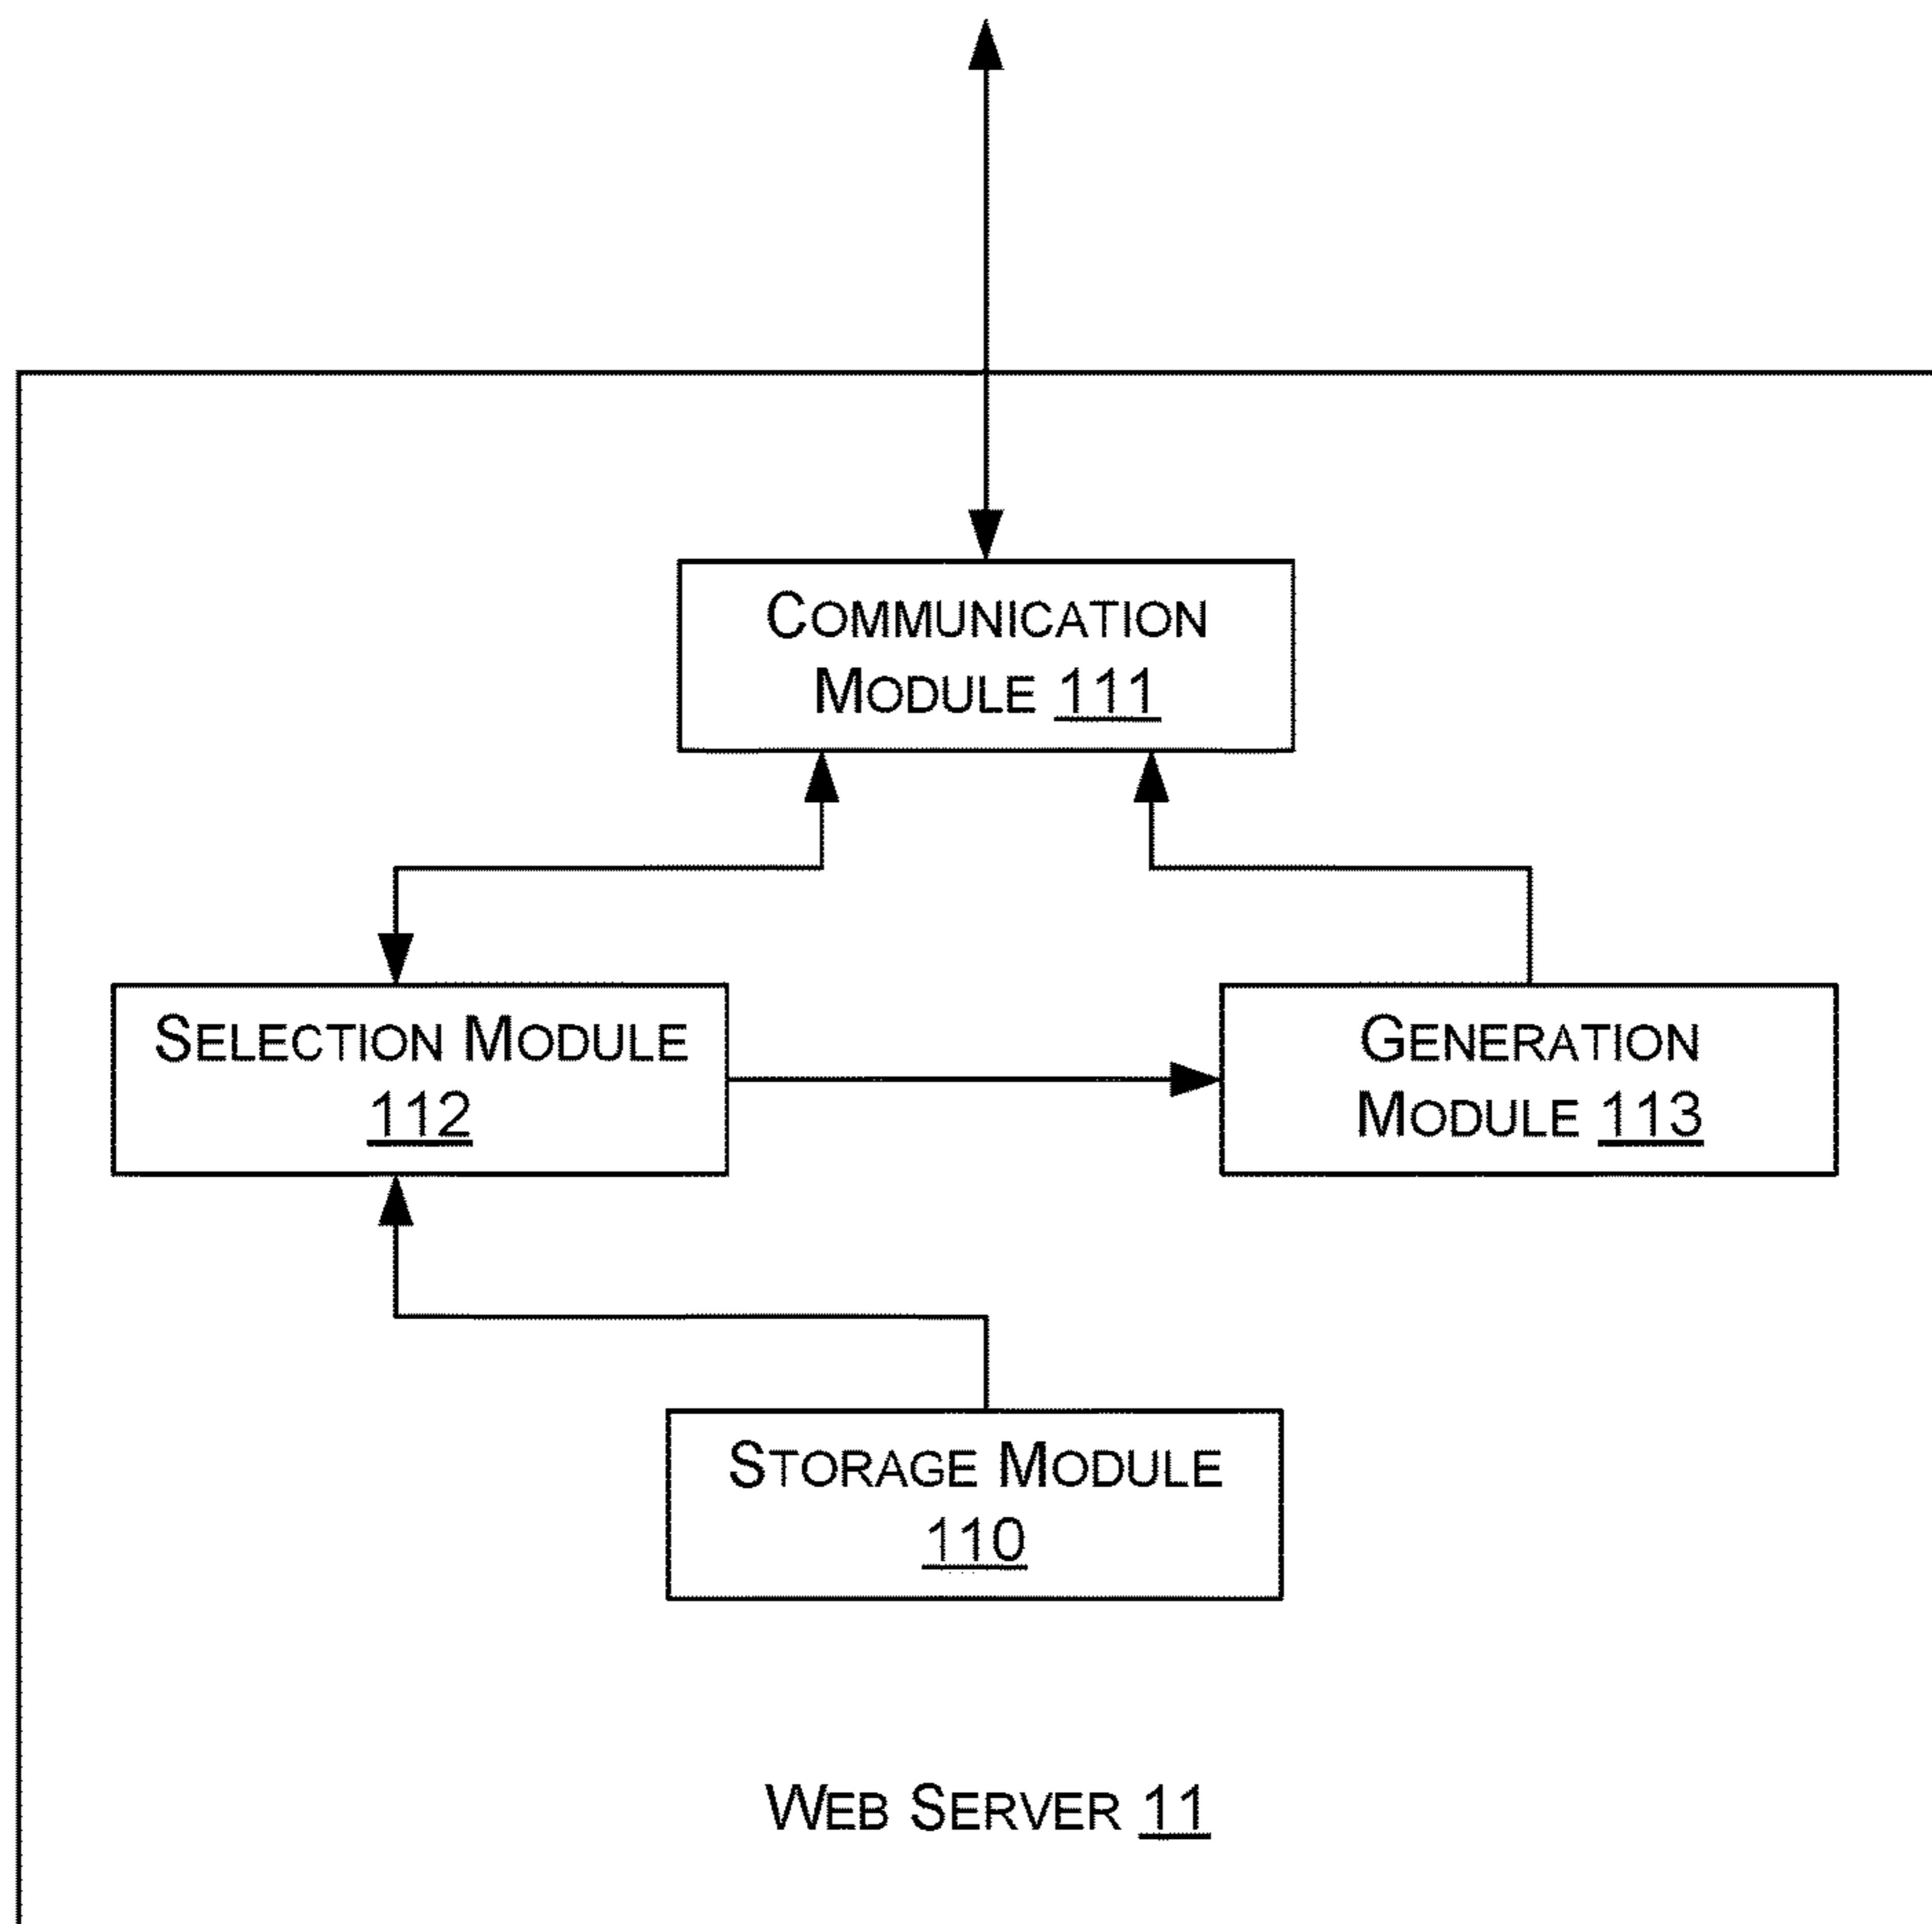 COMMUNICATION
MODULE 111
SELECTION MODULE
112
GENERATION
MODULE 113
STORAGE MODULE
110
WEB SERVER 11